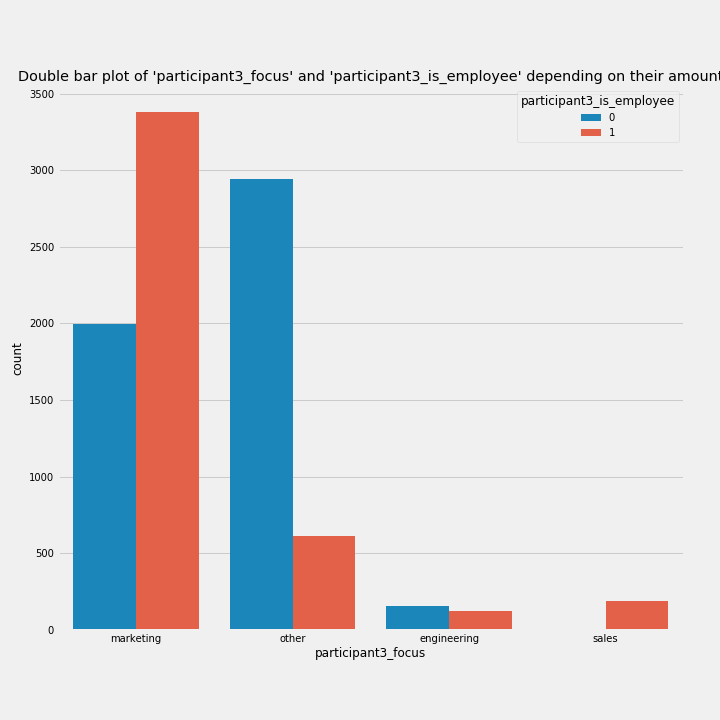 Double bar plot of 'participant3_focus' and 'participant3_is_employee' depending on their amount
participant3_is_employee
0
1
3500
3000
2500
2000
1500
1000
500
0
count
marketing other engineering sales
participant3_focus